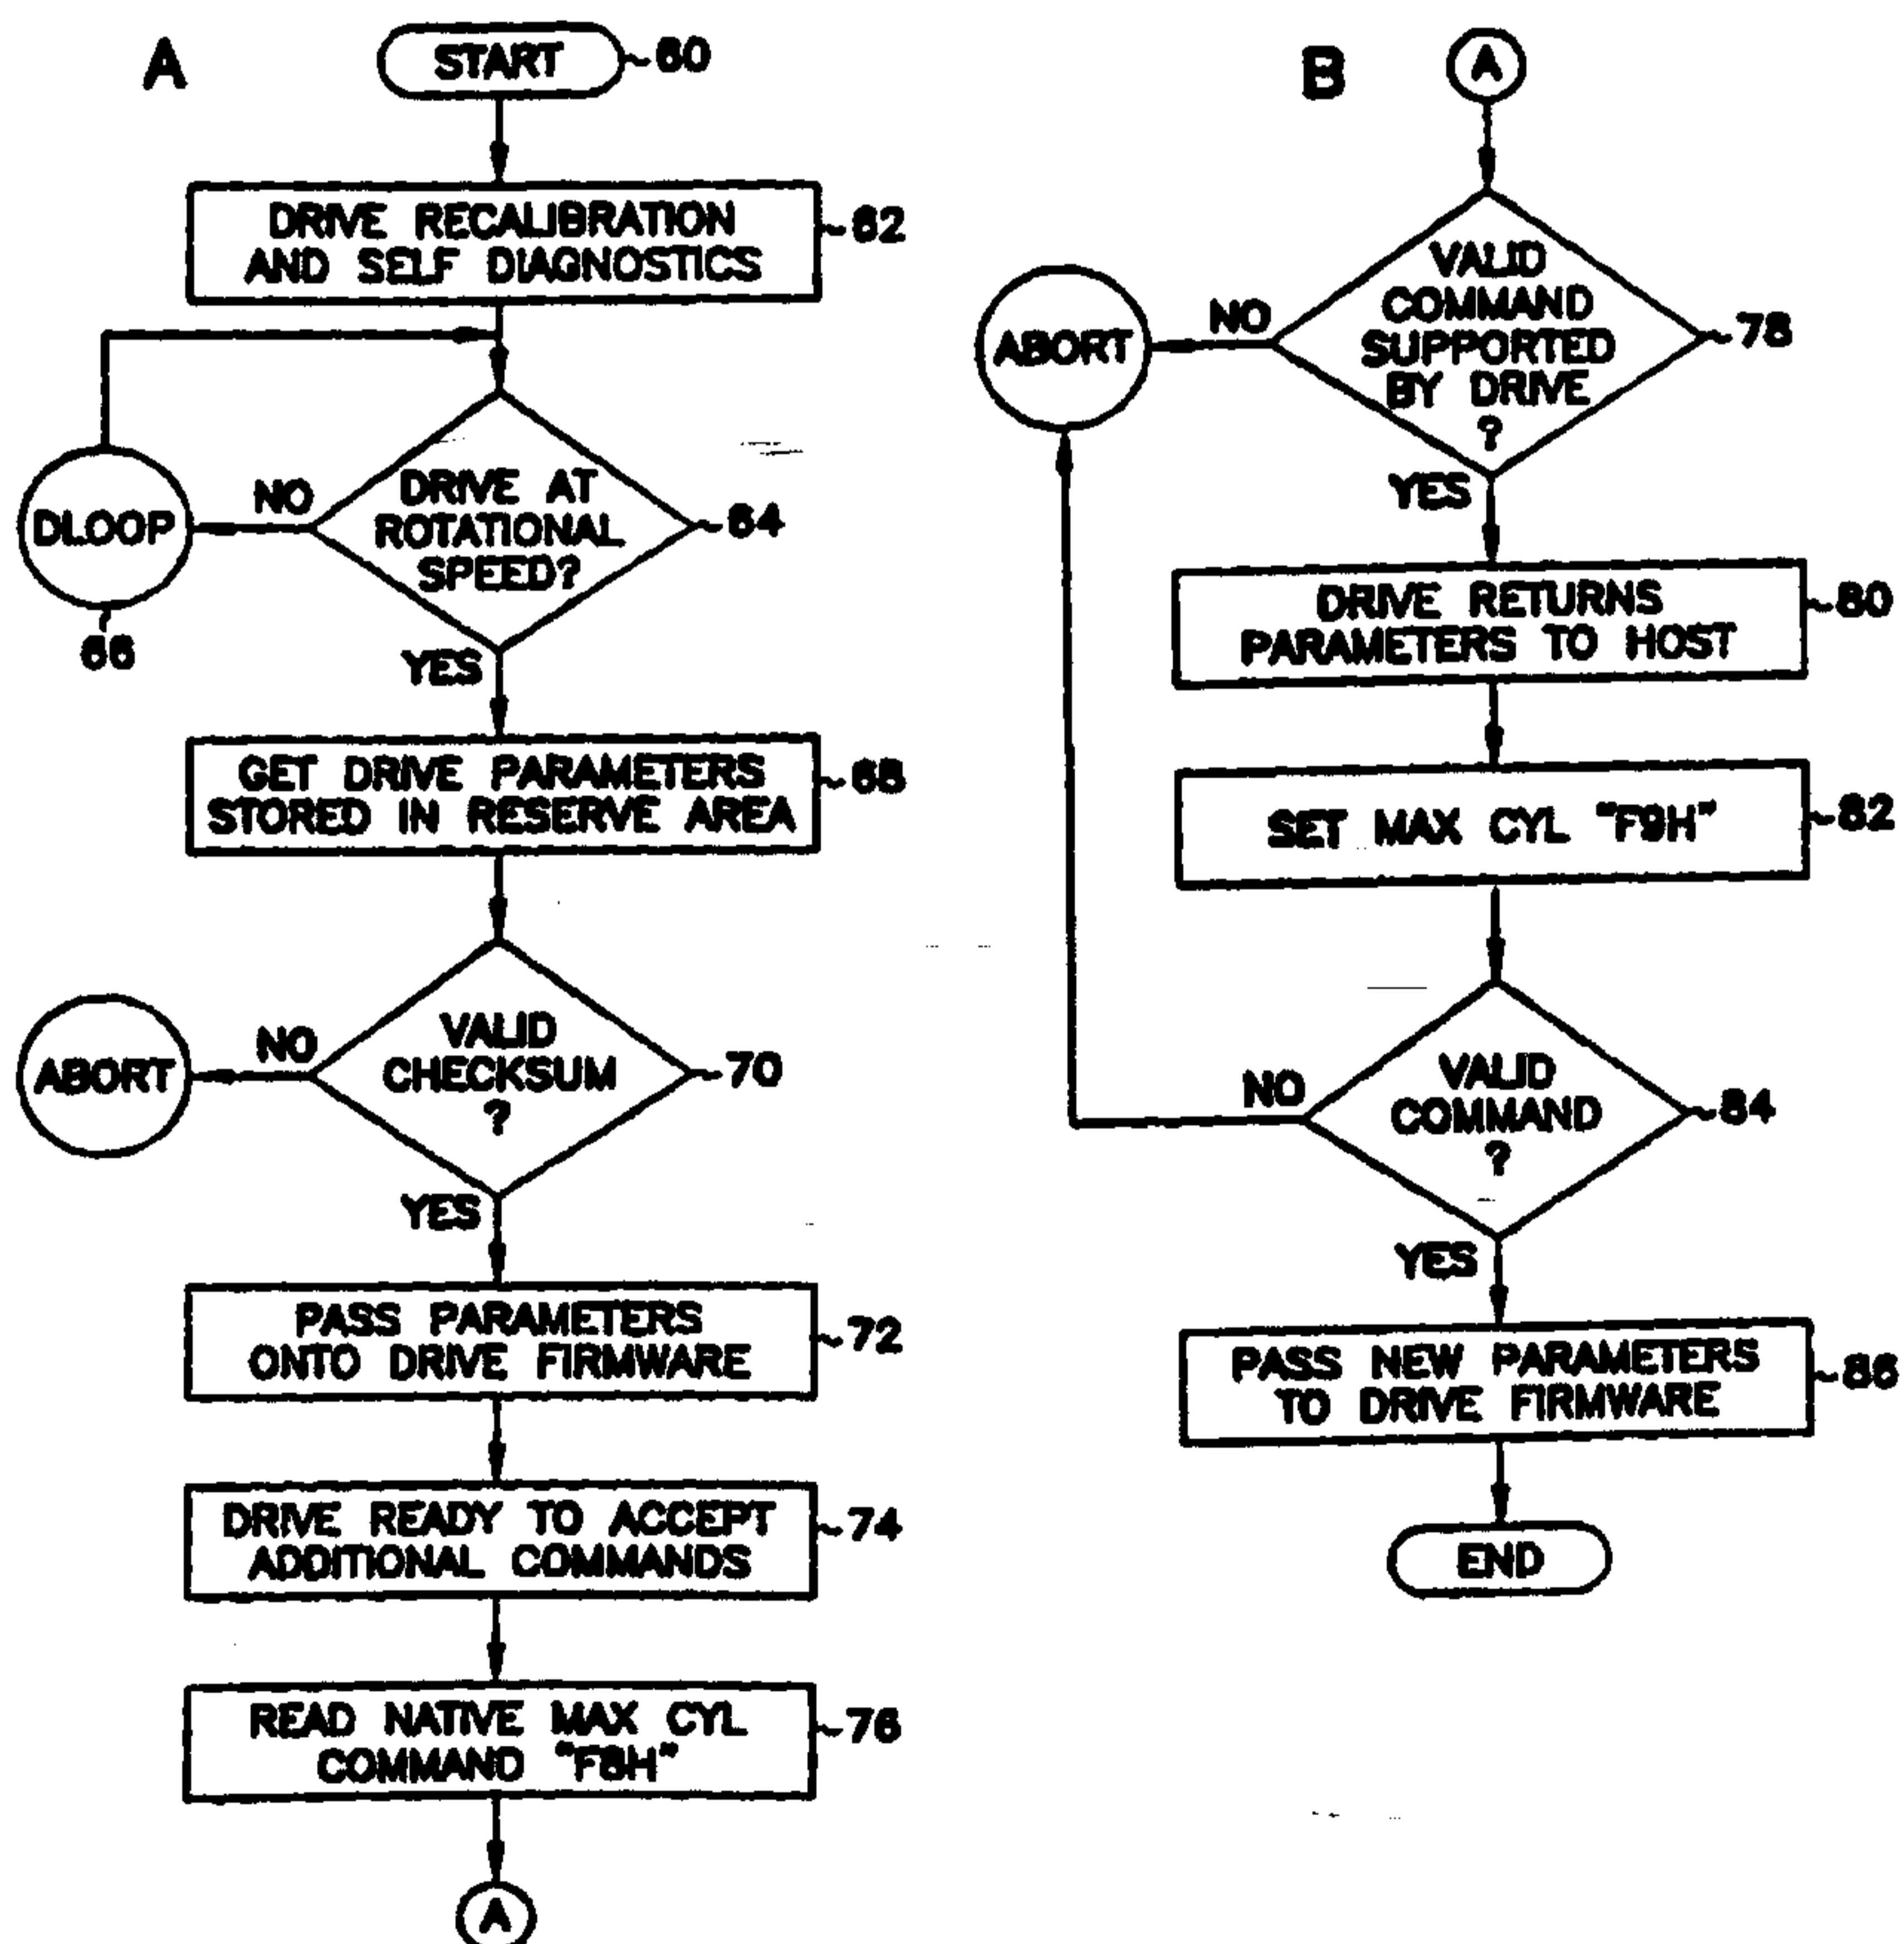 A
START
60
DRIVE RECALIBRATION
AND SELF DIAGNOSTICS
62
DRIVE AT
ROTATIONAL
SPEED?
64
NO
DLOOP
66
YES
GET DRIVE PARAMETERS
STORED IN RESERVE AREA
68
VALID
CHECKSUM
?
70
NO
ABORT
YES
PASS PARAMETERS
ONTO DRIVE FIRMWARE
72
DRIVE READY TO ACCEPT
ADDITIONAL COMMANDS
74
READ NATIVE MAX CYL
COMMAND "F8H"
76
A
B
A
VALID
COMMAND
SUPPORTED
BY DRIVE
?
78
NO
ABORT
YES
DRIVE RETURNS
PARAMETERS TO HOST
80
SET MAX CYL "F9H"
82
VALID
COMMAND
?
84
NO
YES
PASS NEW PARAMETERS
TO DRIVE FIRMWARE
86
END